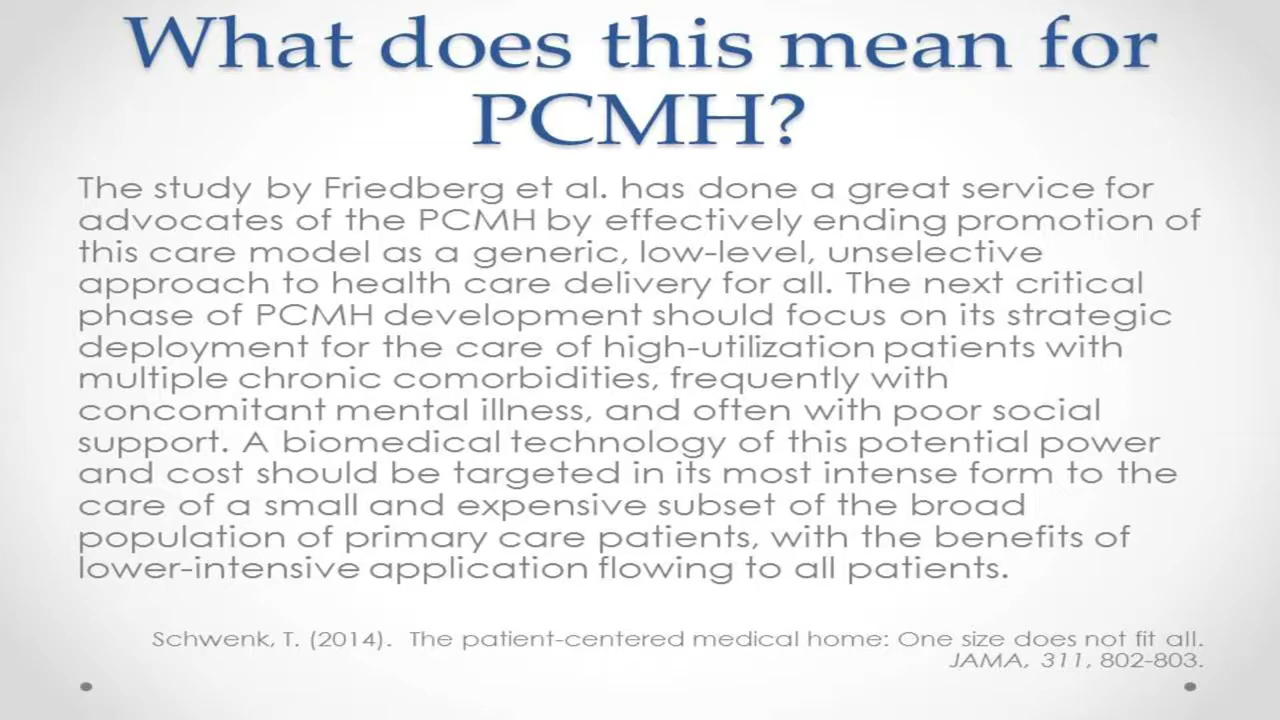 What does this mean for
PCMH?
The study by Friedberg et al. has done a great service for
advocates of the PCMH by effectively ending promotion of
this care model as a generic, low-level, unselective
approach to health care delivery for all. The next critical
phase of PCMH development should focus on its strategic
deployment for the care of high-utilization patients with
multiple chronic comorbidities, frequently with
concomitant mental illness, and often with poor social
support. A biomedical technology of this potential power
and cost should be targeted in its most intense form to the
care of a small and expensive subset of the broad
population of primary care patients, with the benefits of
lower-intensive application flowing to all patients.
Schwenk, T. (2014). The patient-centered medical home: One size does not fit all.
JAMA, 311, 802-803.